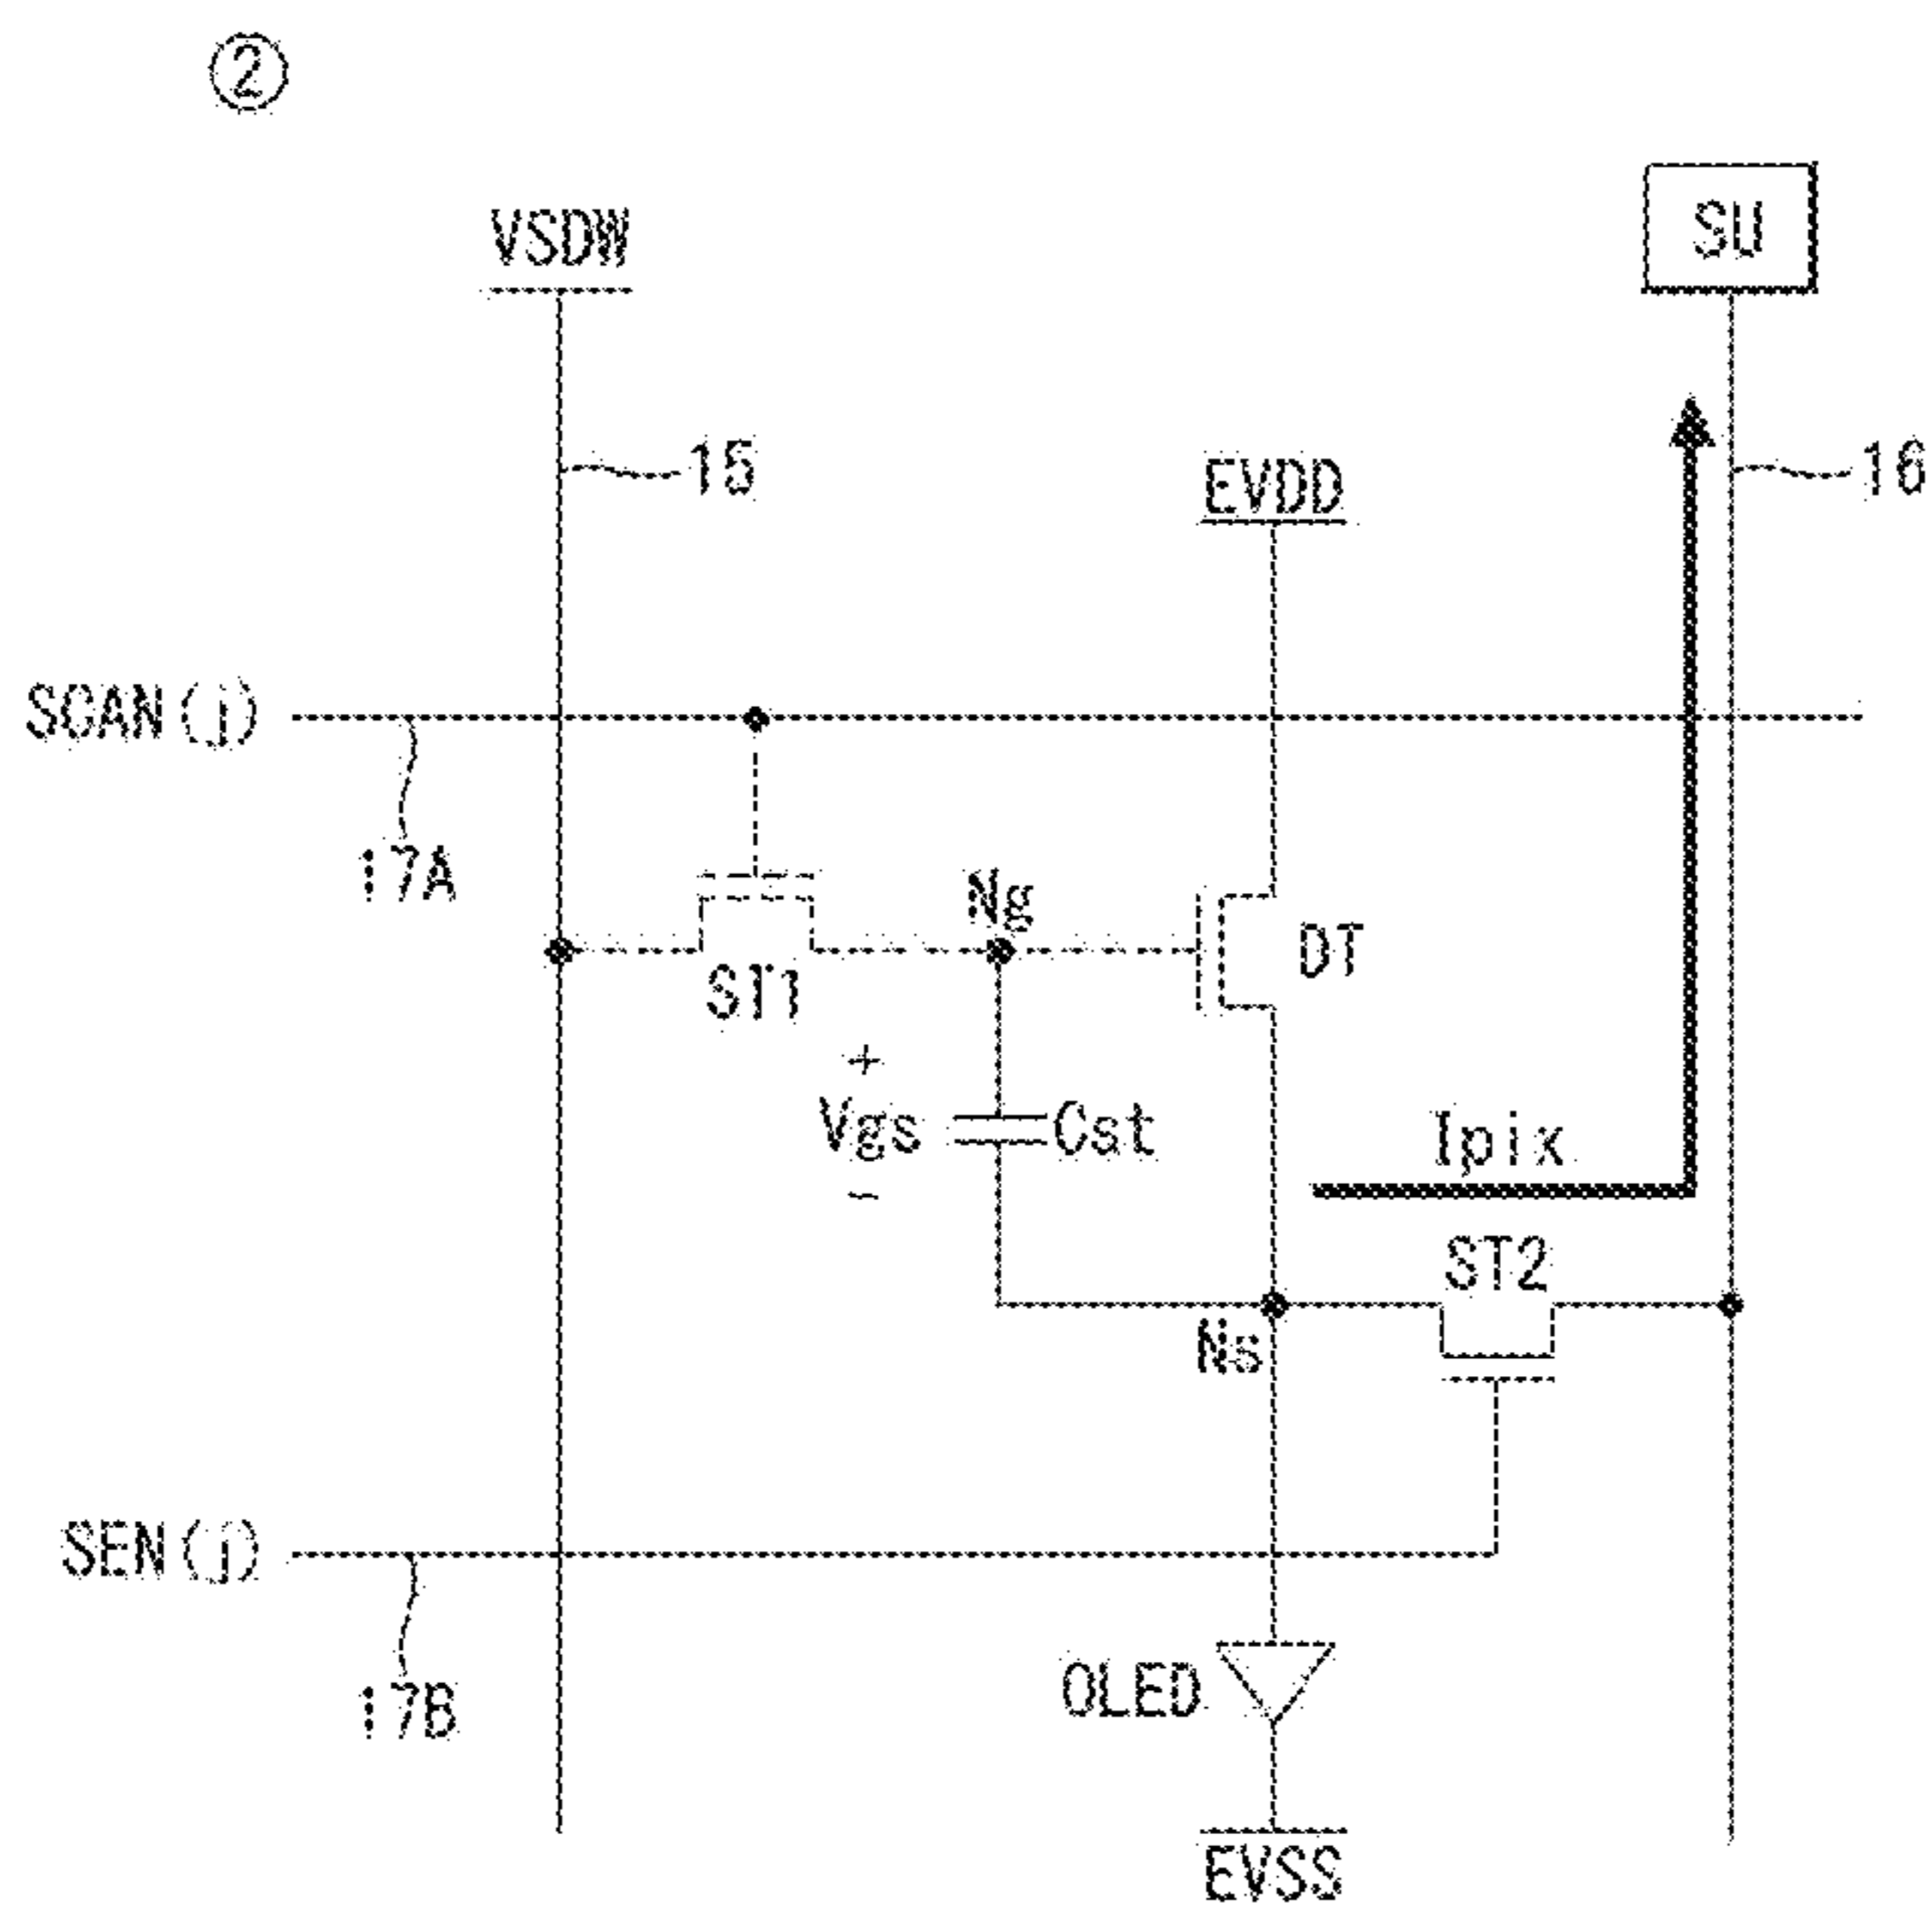 ②
VSDW
SU
15
EVDD
16
SCAN(j)
17A
Ng
DT
ST1
+
Vgs
Cst
Ipix
-
ST2
Ns
SEN(j)
OLED
17B
EVSS